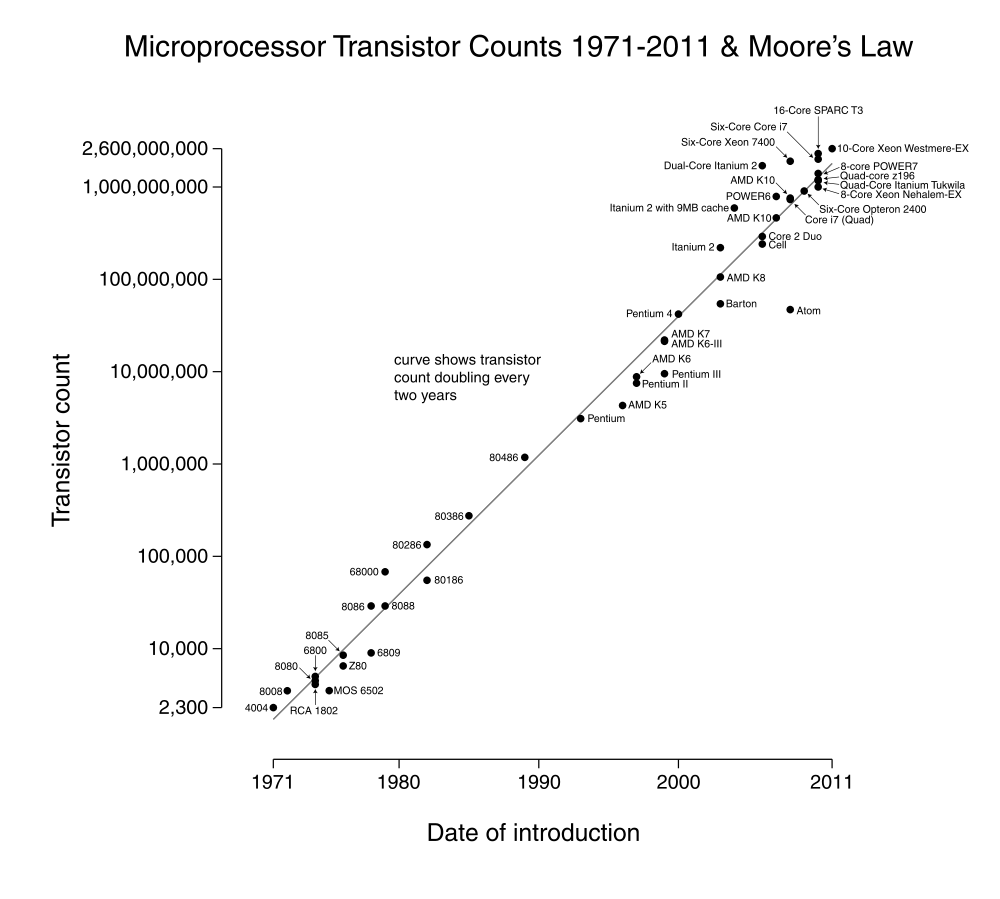 Microprocessor Transistor Counts 1971-2011 & Moore's Law
16-Core SPARC T3
Six-Core Core i7
Six-Core Xeon 7400
2,600,000,000
10-Core Xeon Westmere-EX
Dual-Core Itanium 2
8-core POWER7
Quad-core z196
AMD K10
1,000,000,000
Quad-Core Itanium Tukwila
POWER6
8-Core Xeon Nehalem-EX
Itanium 2 with 9MB cache
Six-Core Opteron 2400
AMD K10
Core i7 (Quad)
Core 2 Duo
Itanium 2
Cell
100,000,000
AMD K8
Barton
Pentium 4
Atom
AMD K7
AMD K6-III
curve shows transistor
count doubling every
two years
AMD K6
10,000,000
Pentium III
Pentium II
AMD K5
Pentium
Transistor count
80486
1,000,000
80386
80286
100,000
68000
80186
8086
8088
8085
10,000
6800
6809
8080
Z80
8008
MOS 6502
2,300
4004
RCA 1802
1971
1980
1990
2000
2011
Date of introduction